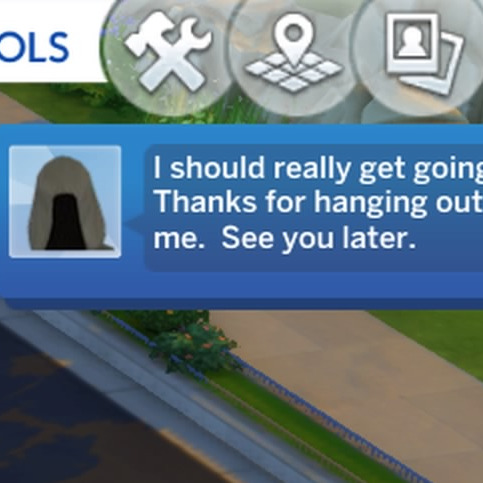 OLS
I should really get going
Thanks for hanging out
me. See you later.